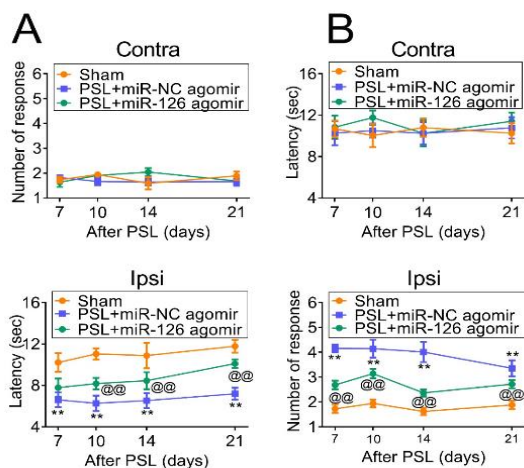 A
B
Contra
Sham
PSL+miR-NC agomir
PSL+miR-126 agomir
Number of response
6
5
4
3
2
1
7 10 14 21
After PSL (days)
Contra
Sham
PSL+miR-NC agomir
PSL+miR-126 agomir
Latency (sec)
16
12
8
4
7 10 14 21
After PSL (days)
Ipsi
Sham
PSL+miR-NC agomir
PSL+miR-126 agomir
Latency (sec)
16
12
8
4
@@ @@ @@
** ** ** **
7 10 14 21
After PSL (days)
Ipsi
Sham
PSL+miR-NC agomir
PSL+miR-126 agomir
Number of response
6
5
4
3
2
1
** ** ** **
@@ @@ @@ @@
7 10 14 21
After PSL (days)